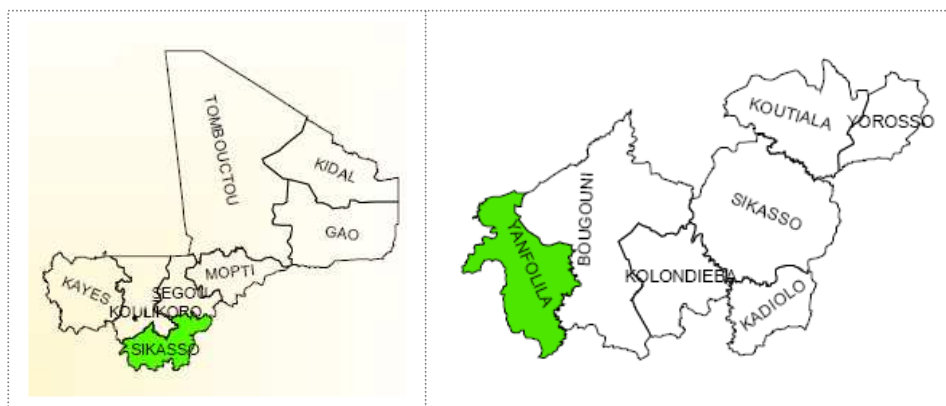 TOMBOUCTOU
KIDAL
GAO
MOPTI
KAYES
SEGOU
KOULIKORO
SIKASSO
KOUTIALA
YOROSSO
SIKASSO
BOUGOUNI
YANFOLILA
KOLONDIEBA
KADIOLO